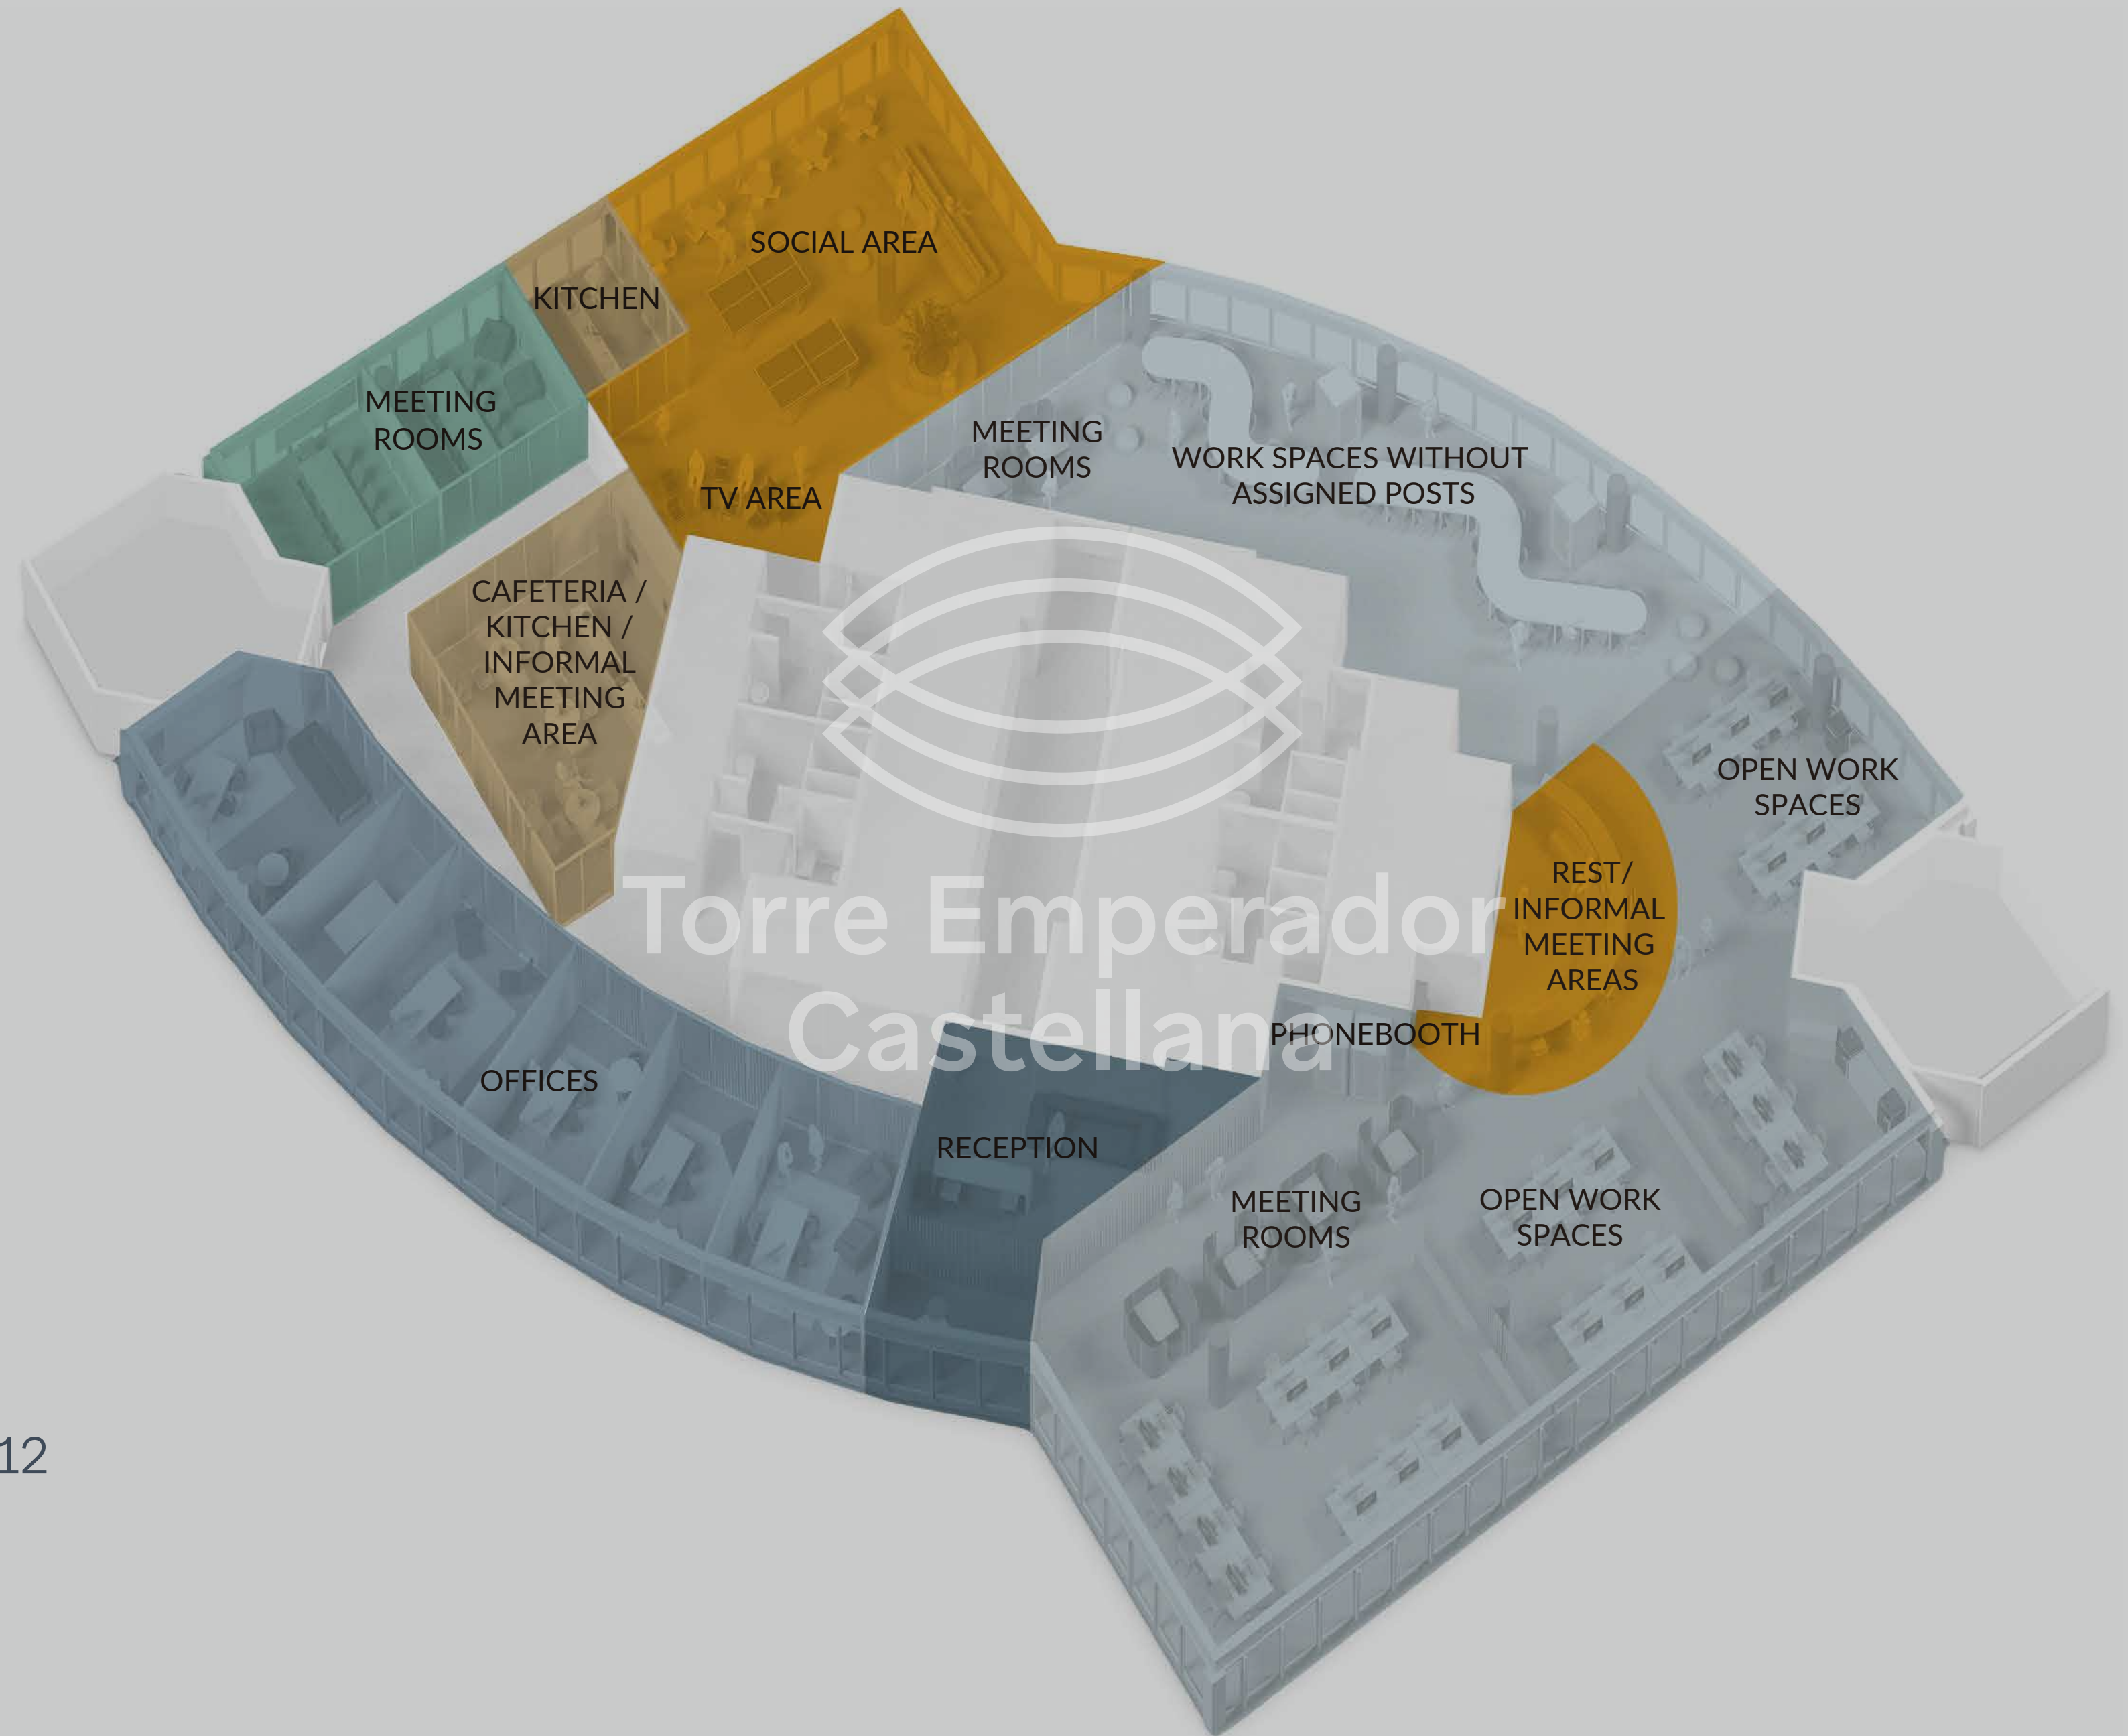 SOCIAL AREA
KITCHEN
MEETING
ROOMS
MEETING
ROOMS
WORK SPACES WITHOUT
ASSIGNED POSTS
TV AREA
CAFETERIA /
KITCHEN /
INFORMAL
MEETING
AREA
OPEN WORK
SPACES
REST/
INFORMAL
MEETING
AREAS
Torre Emperador
Castellana
PHONEBOOTH
OFFICES
RECEPTION
MEETING
ROOMS
OPEN WORK
SPACES
12